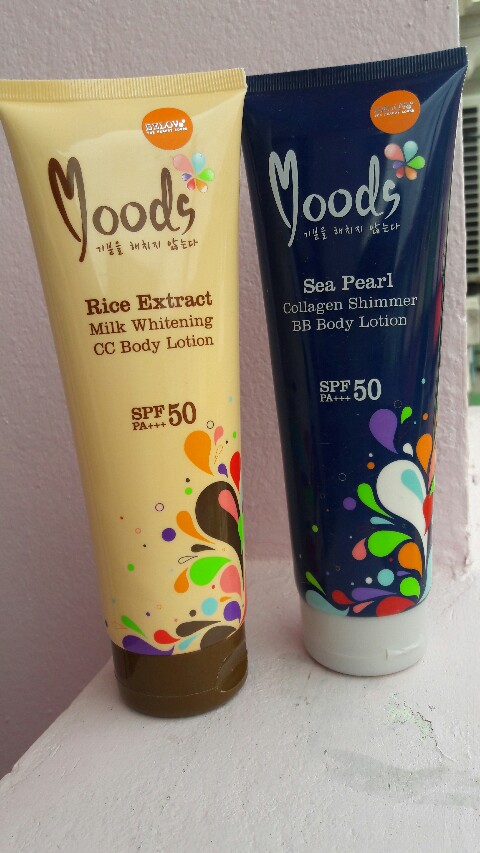 BELOV
Moods
기분을 해치지 않는다
Rice Extract
Milk Whitening
CC Body Lotion
SPF 50
PA+++
BELOV
Moods
기분을 해치지 않는다
Sea Pearl
Collagen Shimmer
BB Body Lotion
SPF 50
PA+++